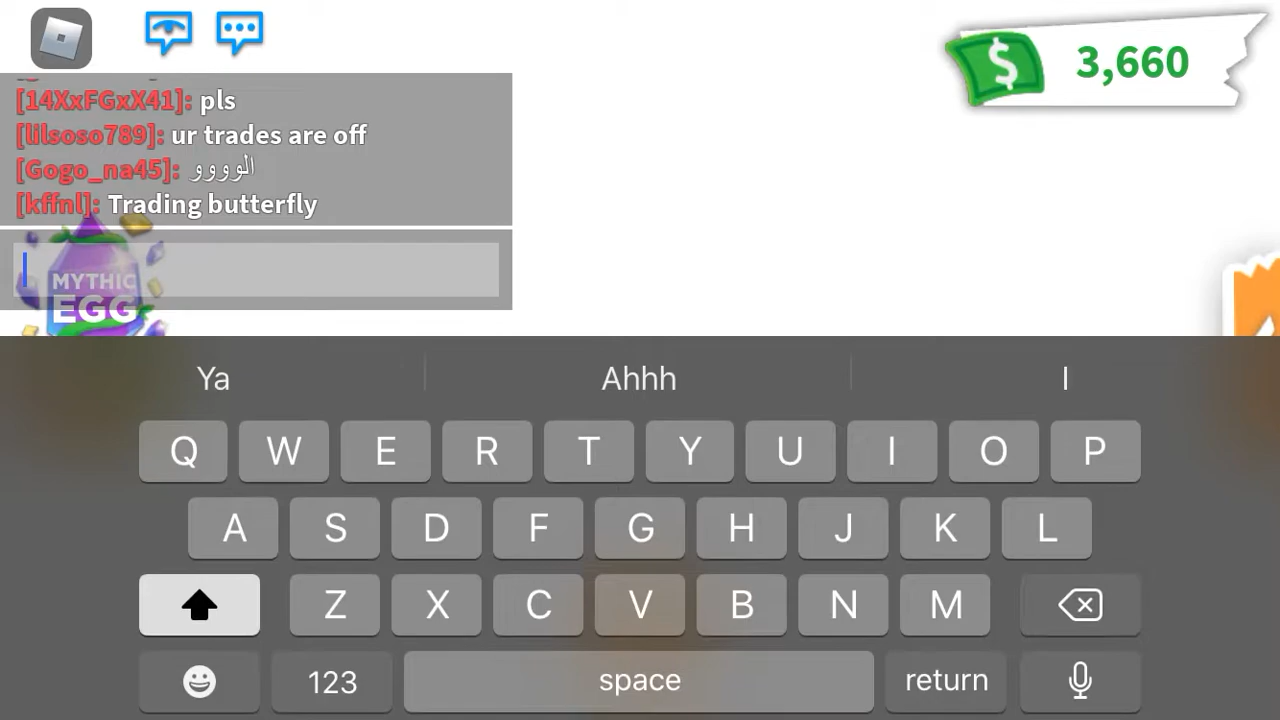 3,660
[14XxFGxX41]: pls
[lilsoso789]: ur trades are off
[Gogo_na45]: الوووو
[kffnl]: Trading butterfly
MYTHIC
EGG
Ya Ahhh I
Q W E R T Y U I O P
A S D F G H J K L
Z X C V B N M
123 space return